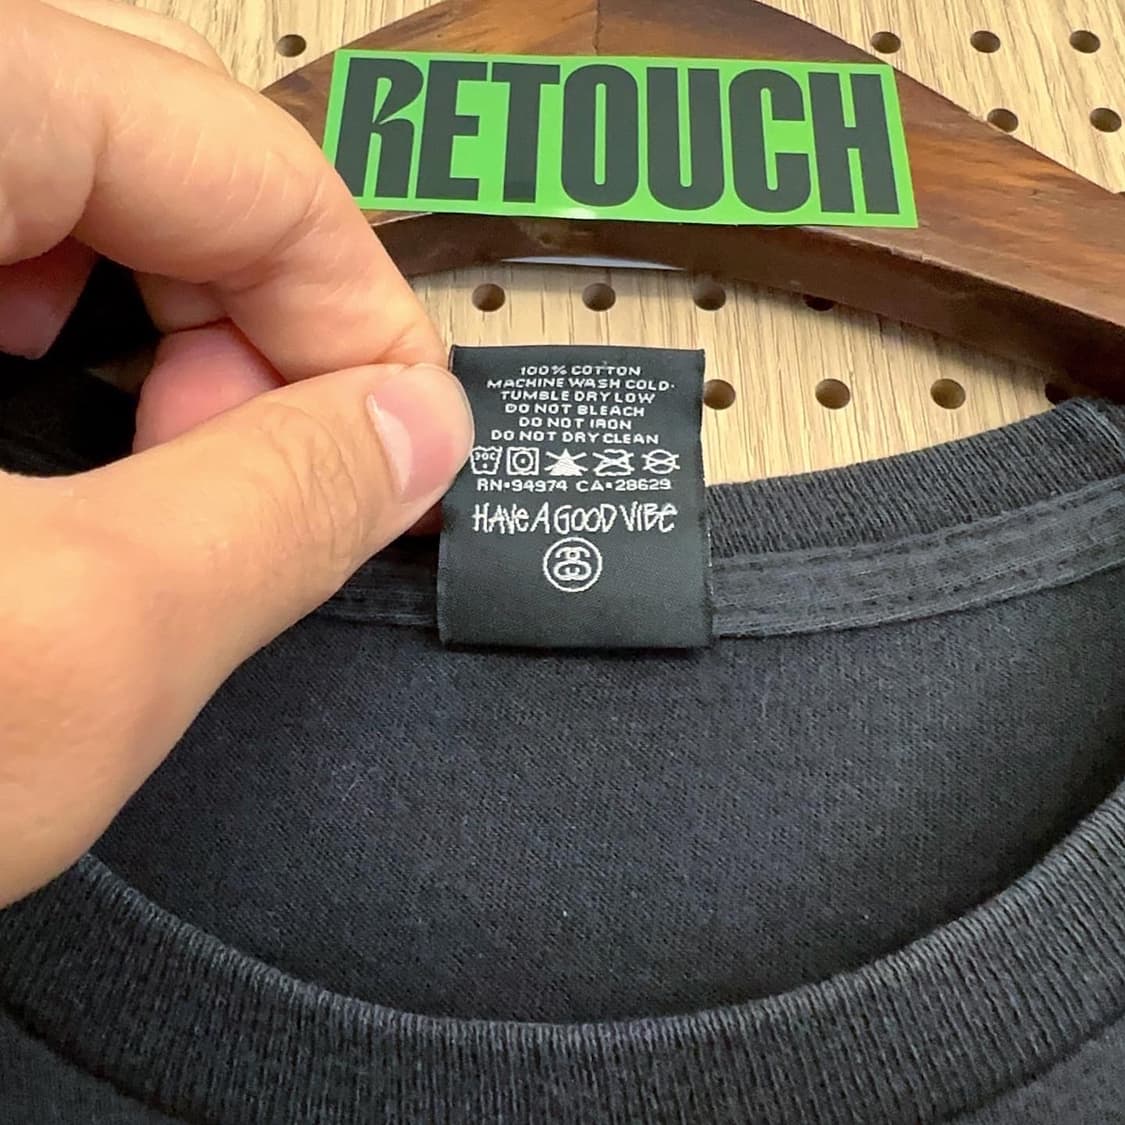 RETOUCH
100% COTTON
MACHINE WASH COLD·
TUMBLE DRY LOW
DO NOT BLEACH
DO NOT IRON
DO NOT DRY CLEAN
30C
RN·94974 CA·28629
HAVE A GOOD VIBE